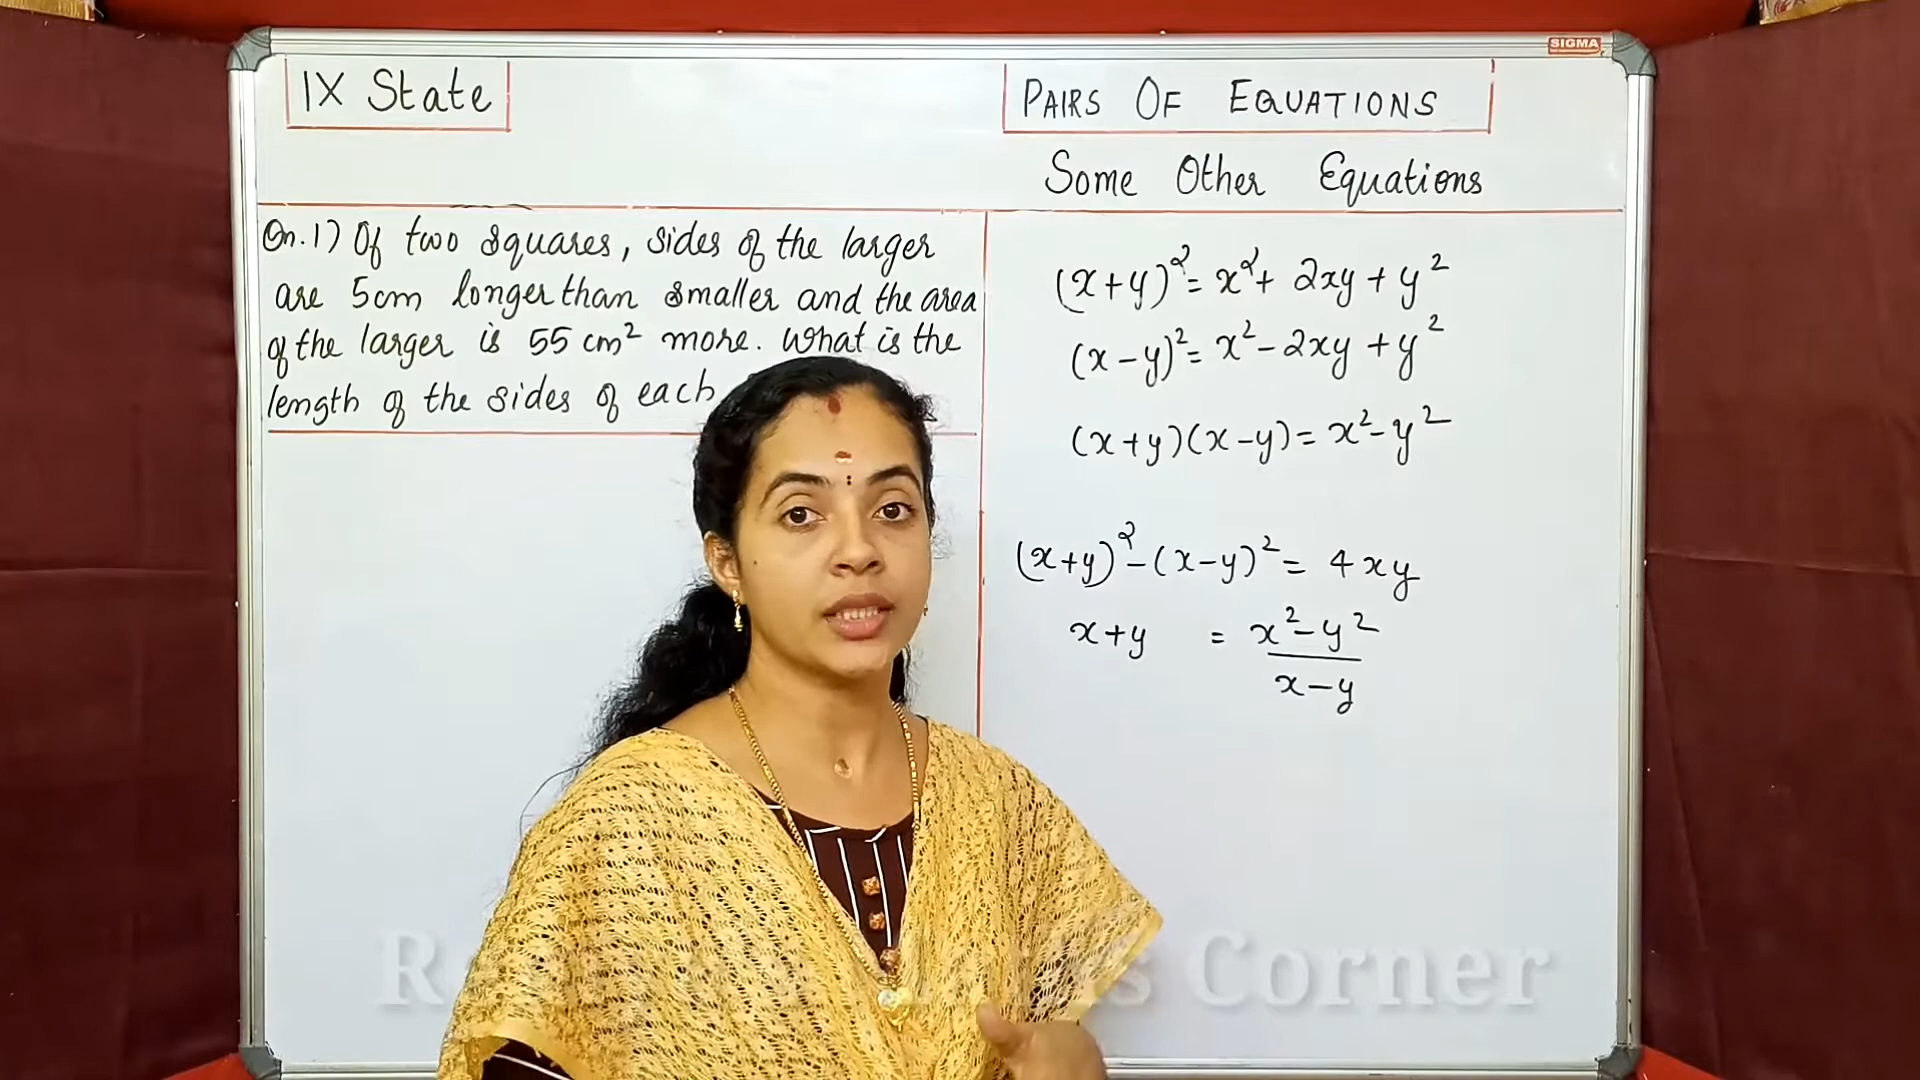 SIGMA
IX State
PAIRS OF EQUATIONS
Some Other Equations
Qn.1) Of two squares, sides of the larger
are 5cm longer than smaller and the area
of the larger is 55 cm² more. What is the
length of the sides of each
(x+y)²= x²+ 2xy + y²
(x-y)²= x²-2xy + y²
(x+y)(x-y)= x²-y²
(x+y)²-(x-y)²= 4xy
x+y = x²-y²
x-y
Corner